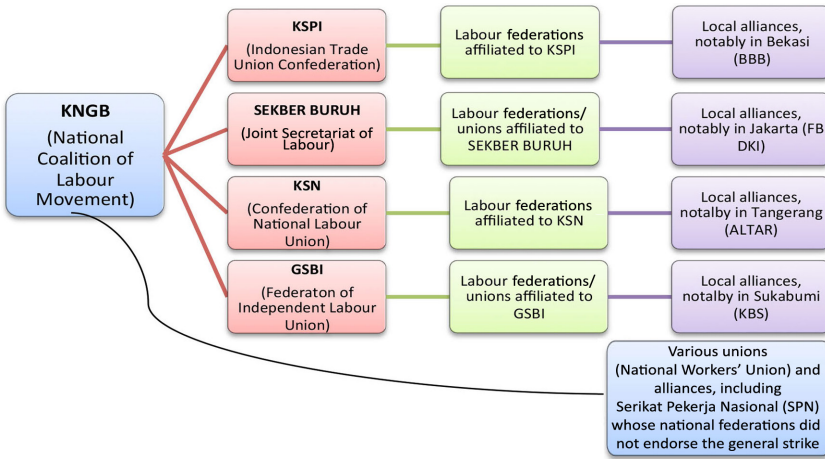 KNGB
(National
Coalition of
Labour
Movement)
KSPI
(Indonesian Trade
Union Confederation)
Labour federations
affiliated to KSPI
Local alliances,
notably in Bekasi
(BBB)
SEKBER BURUH
(Joint Secretariat of
Labour)
Labour federations/
unions affiliated to
SEKBER BURUH
Local alliances,
notably in Jakarta (FB
DKI)
KSN
(Confederation of
National Labour
Union)
Labour federations
affiliated to KSN
Local alliances,
notalby in Tangerang
(ALTAR)
GSBI
(Federaton of
Independent Labour
Union)
Labour federations/
unions affiliated to
GSBI
Local alliances,
notalby in Sukabumi
(KBS)
Various unions
(National Workers’ Union) and
alliances, including
Serikat Pekerja Nasional (SPN)
whose national federations did
not endorse the general strike